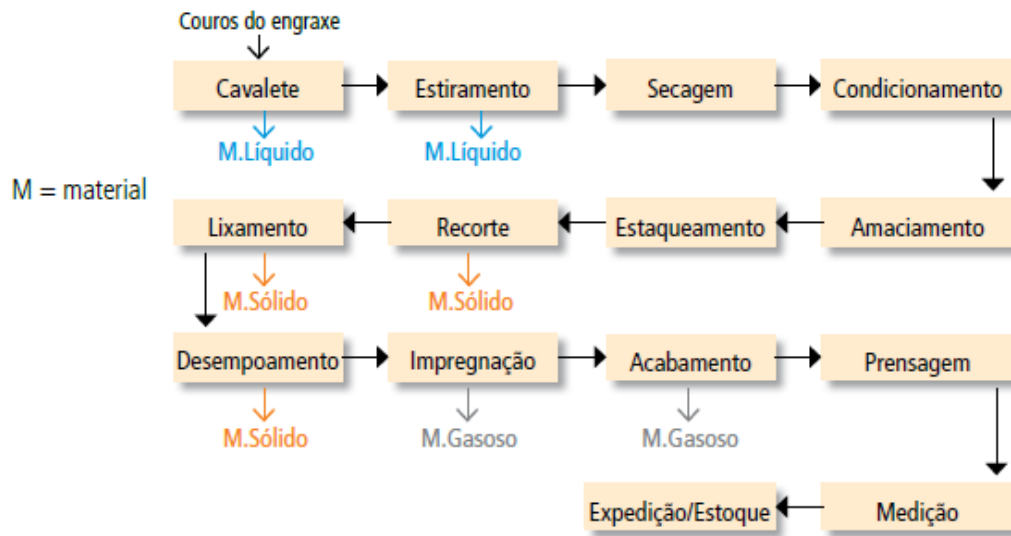 Couros do engraxe
Cavalete
Estiramento
Secagem
Condicionamento
M.Líquido
M.Líquido
M = material
Lixamento
Recorte
Estaqueamento
Amaciamento
M.Sólido
M.Sólido
Desempoamento
Impregnação
Acabamento
Prensagem
M.Sólido
M.Gasoso
M.Gasoso
Expedição/Estoque
Medição